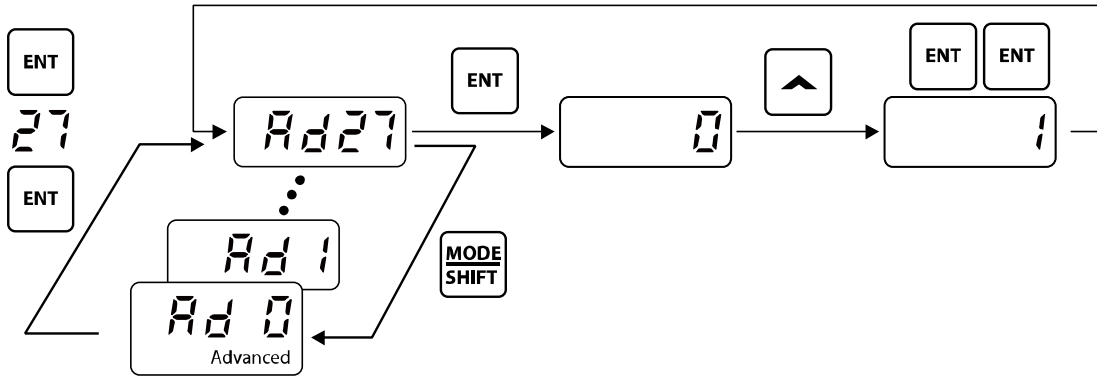 ENT
27
ENT
Ad27
ENT
0
ENT ENT
1
Ad 1
MODE
SHIFT
Ad 0
Advanced